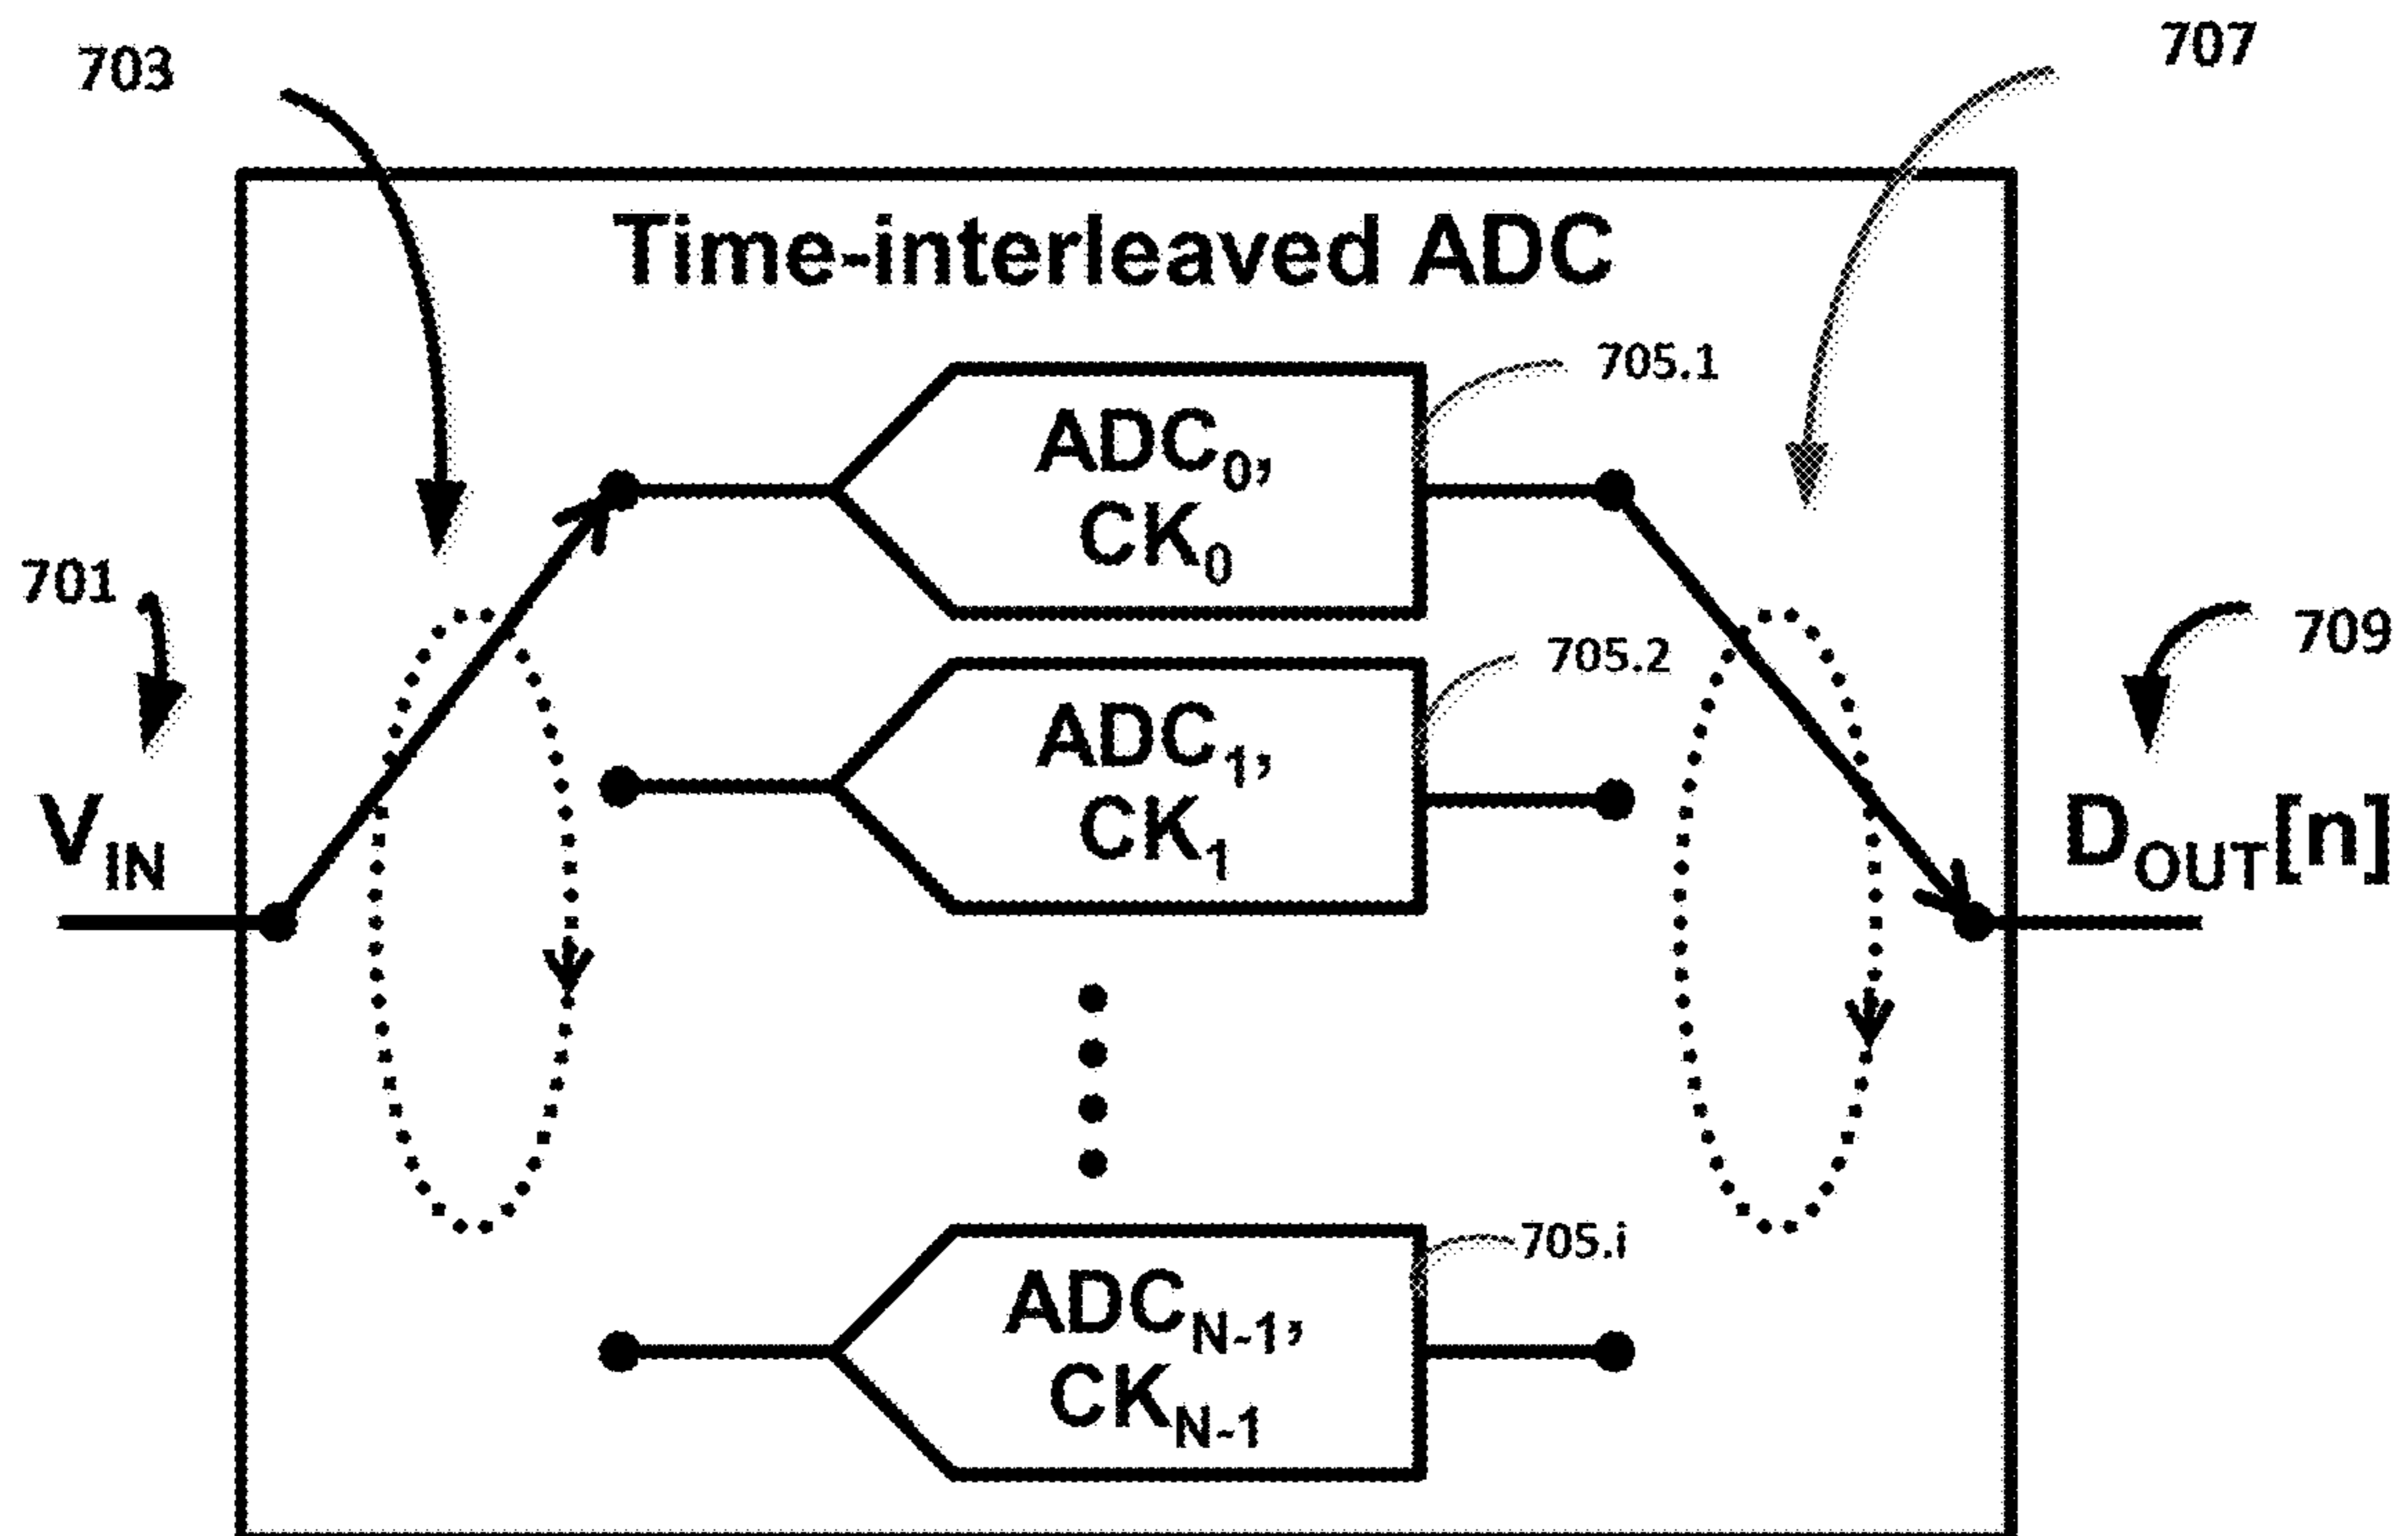 703
707
Time-interleaved ADC
705.1
ADC0,
CK0
701
705.2
709
ADC1,
CK1
VIN
DOUT[n]
705.i
ADCN-1,
CKN-1